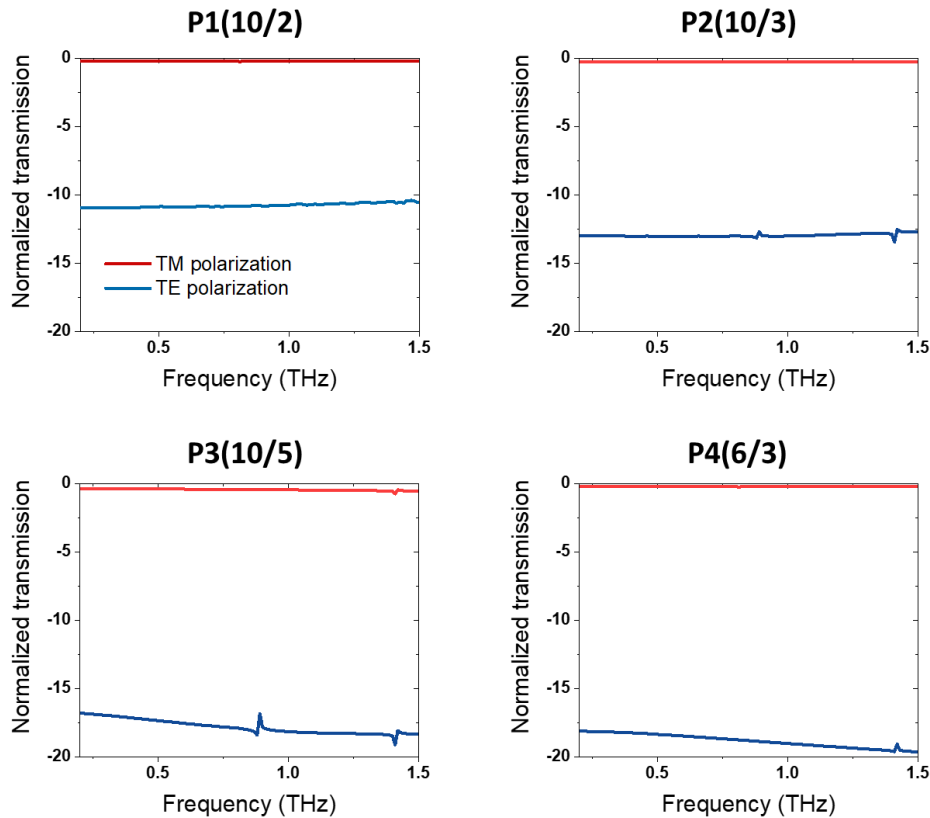 P1(10/2)
0
-5
-10
-15
-20
Normalized transmission
TM polarization
TE polarization
0.5
1.0
1.5
Frequency (THz)
P2(10/3)
0
-5
-10
-15
-20
Normalized transmission
0.5
1.0
1.5
Frequency (THz)
P3(10/5)
0
-5
-10
-15
-20
Normalized transmission
0.5
1.0
1.5
Frequency (THz)
P4(6/3)
0
-5
-10
-15
-20
Normalized transmission
0.5
1.0
1.5
Frequency (THz)